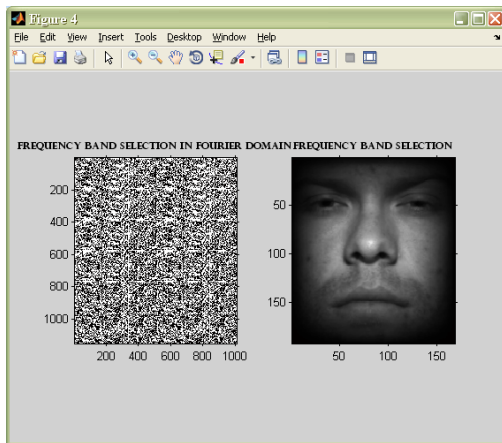 Figure 4
File Edit View Insert Tools Desktop Window Help
FREQUENCY BAND SELECTION IN FOURIER DOMAIN FREQUENCY BAND SELECTION
200
400
600
800
1000
200 400 600 800 1000
50
100
150
50 100 150